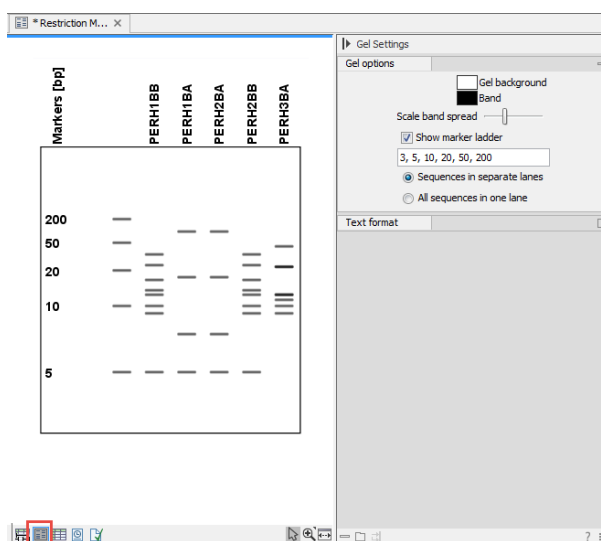 * Restriction M... ×
Markers [bp]
PERH1BB
PERH1BA
PERH2BA
PERH2BB
PERH3BA
200
50
20
10
5
Gel Settings
Gel options
Gel background
Band
Scale band spread
Show marker ladder
3, 5, 10, 20, 50, 200
Sequences in separate lanes
All sequences in one lane
Text format
?